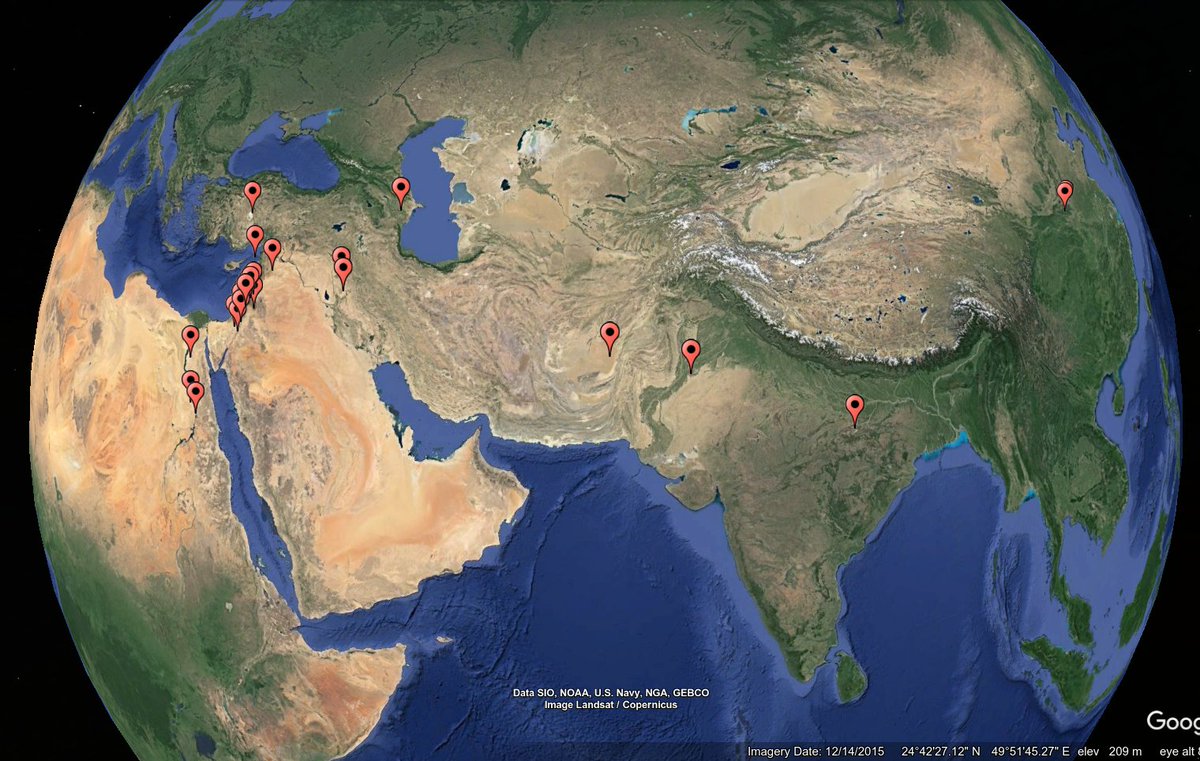 Data SIO, NOAA, U.S. Navy, NGA, GEBCO
Image Landsat / Copernicus
Goog
Imagery Date: 12/14/2015 24°42'27.12" N 49°51'45.27" E elev 209 m eye alt